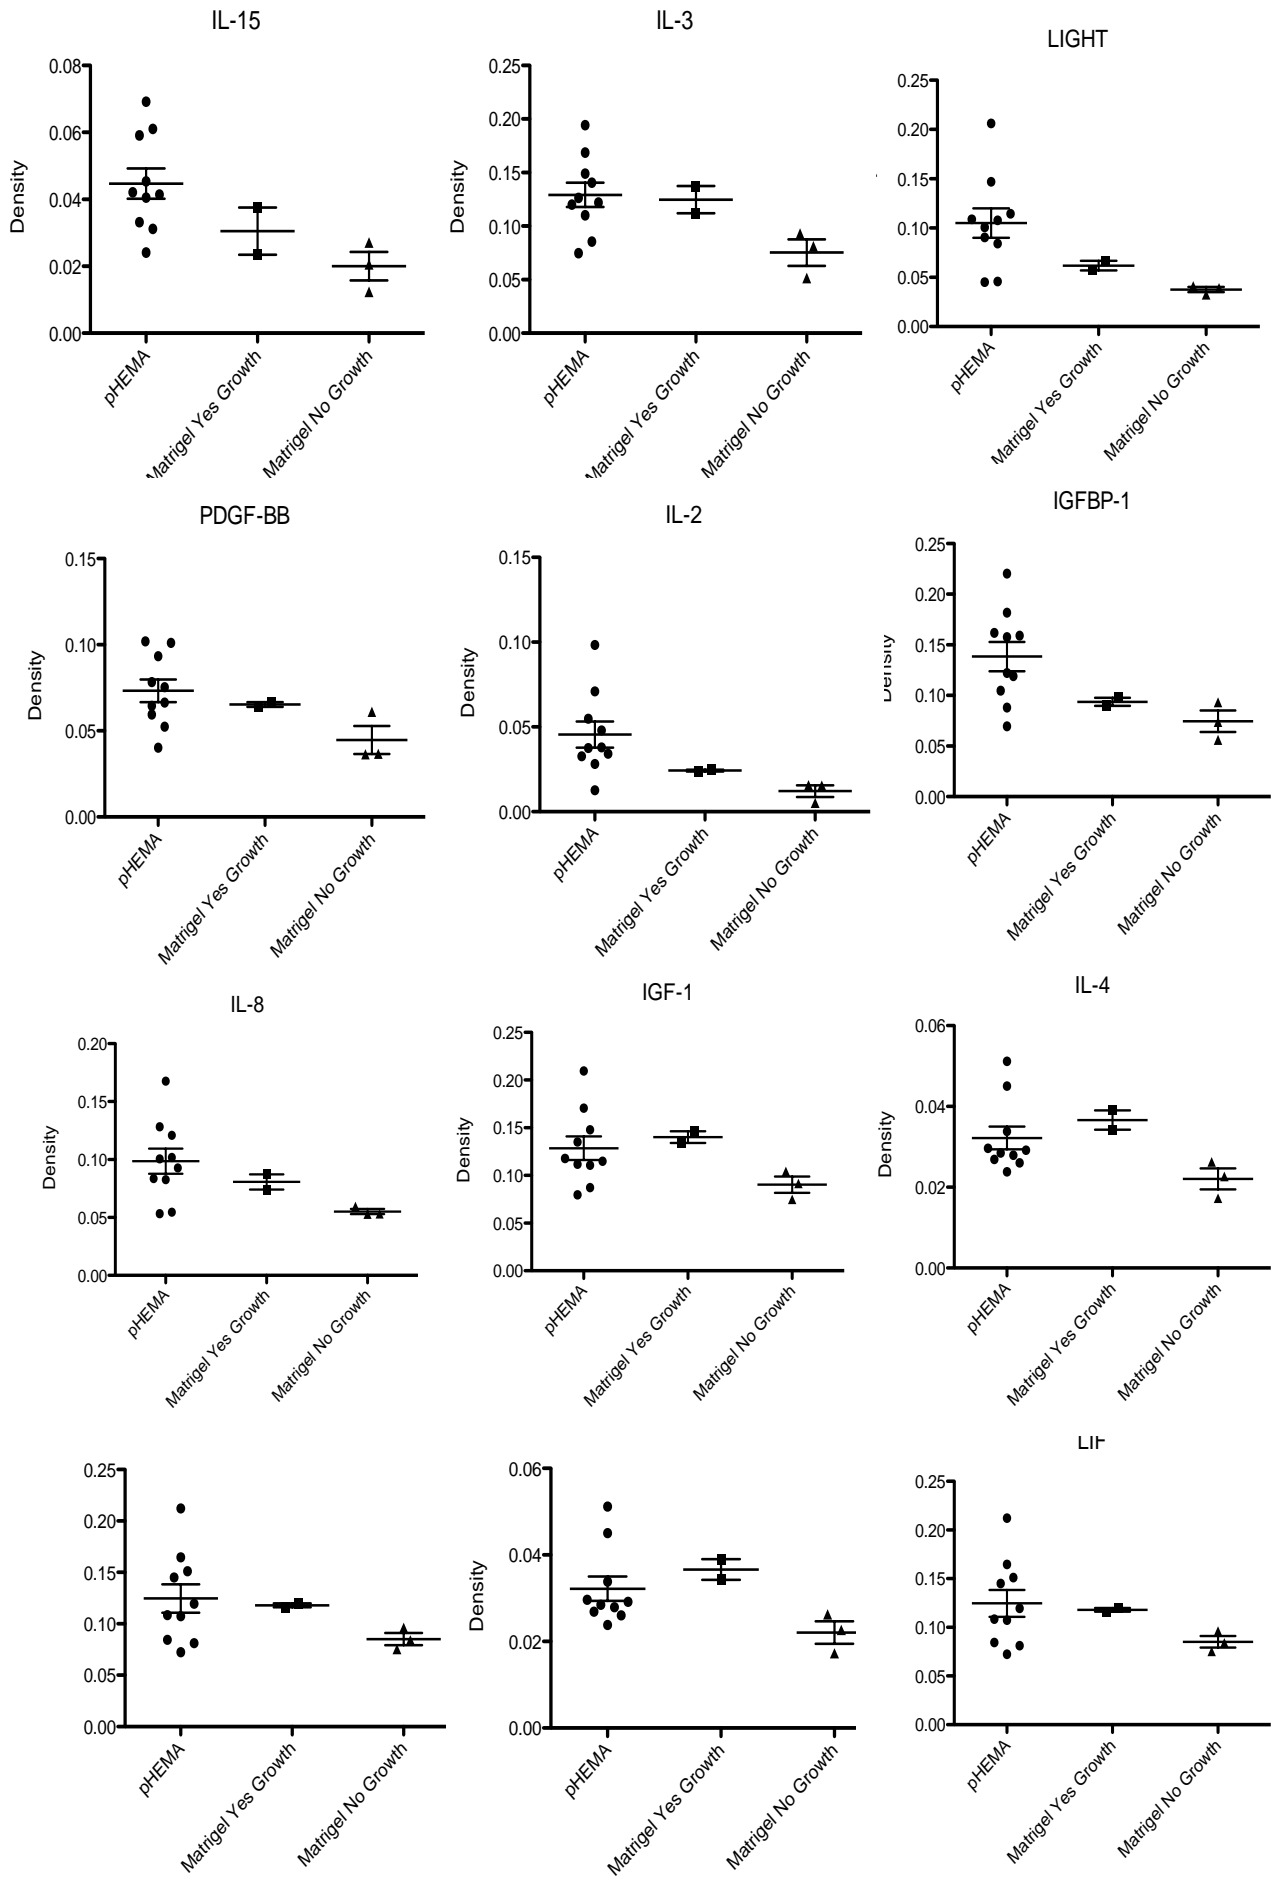 IL-15
0.08
0.06
0.04
0.02
0.00
Density
pHEMA
Matrigel Yes Growth
Matrigel No Growth
IL-3
0.25
0.20
0.15
0.10
0.05
0.00
Density
pHEMA
Matrigel Yes Growth
Matrigel No Growth
LIGHT
0.25
0.20
0.15
0.10
0.05
0.00
pHEMA
Matrigel Yes Growth
Matrigel No Growth
PDGF-BB
0.15
0.10
0.05
0.00
Density
pHEMA
Matrigel Yes Growth
Matrigel No Growth
IL-2
0.15
0.10
0.05
0.00
Density
pHEMA
Matrigel Yes Growth
Matrigel No Growth
IGFBP-1
0.25
0.20
0.15
0.10
0.05
0.00
Density
pHEMA
Matrigel Yes Growth
Matrigel No Growth
IL-8
0.20
0.15
0.10
0.05
0.00
Density
pHEMA
Matrigel Yes Growth
Matrigel No Growth
IGF-1
0.25
0.20
0.15
0.10
0.05
0.00
Density
pHEMA
Matrigel Yes Growth
Matrigel No Growth
IL-4
0.06
0.04
0.02
0.00
Density
pHEMA
Matrigel Yes Growth
Matrigel No Growth
0.25
0.20
0.15
0.10
0.05
0.00
pHEMA
Matrigel Yes Growth
Matrigel No Growth
0.06
0.04
0.02
0.00
Density
pHEMA
Matrigel Yes Growth
Matrigel No Growth
LIF
0.25
0.20
0.15
0.10
0.05
0.00
pHEMA
Matrigel Yes Growth
Matrigel No Growth